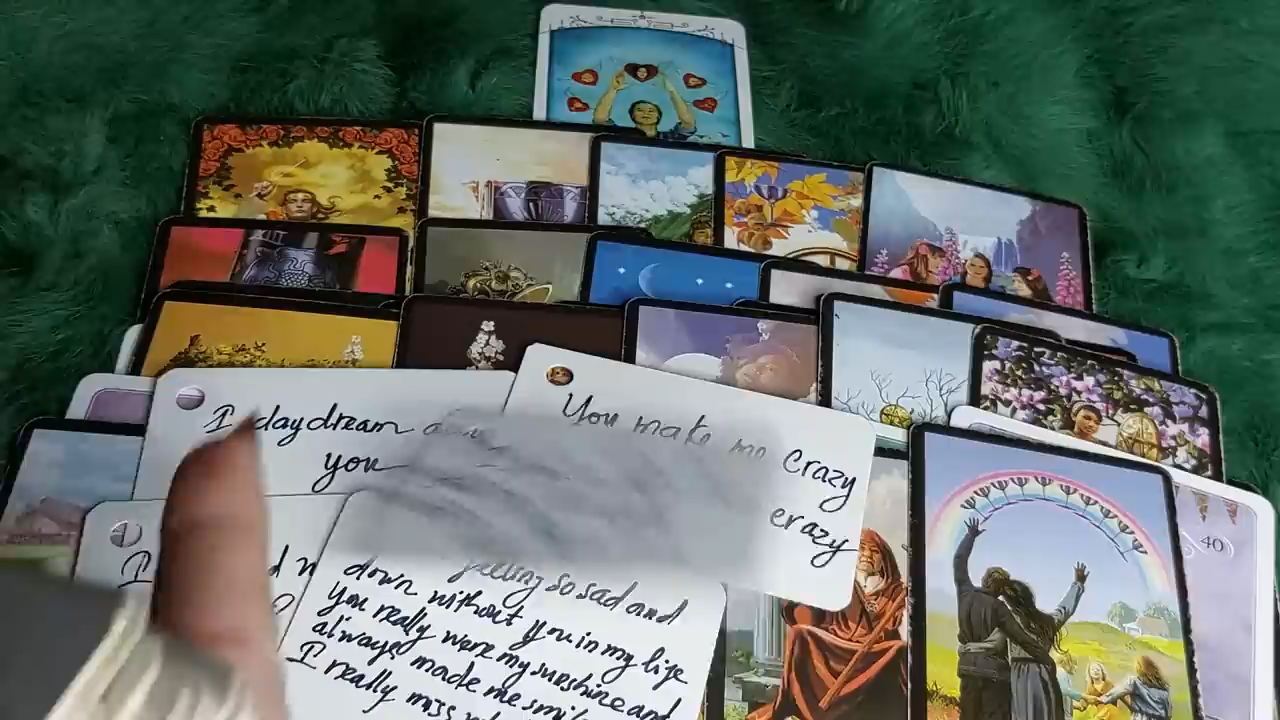 I daydream
you
You make me crazy
crazy
feeling so sad and
down without you in my life
you really were my sunshine and
always made me smile
I really miss
I
40